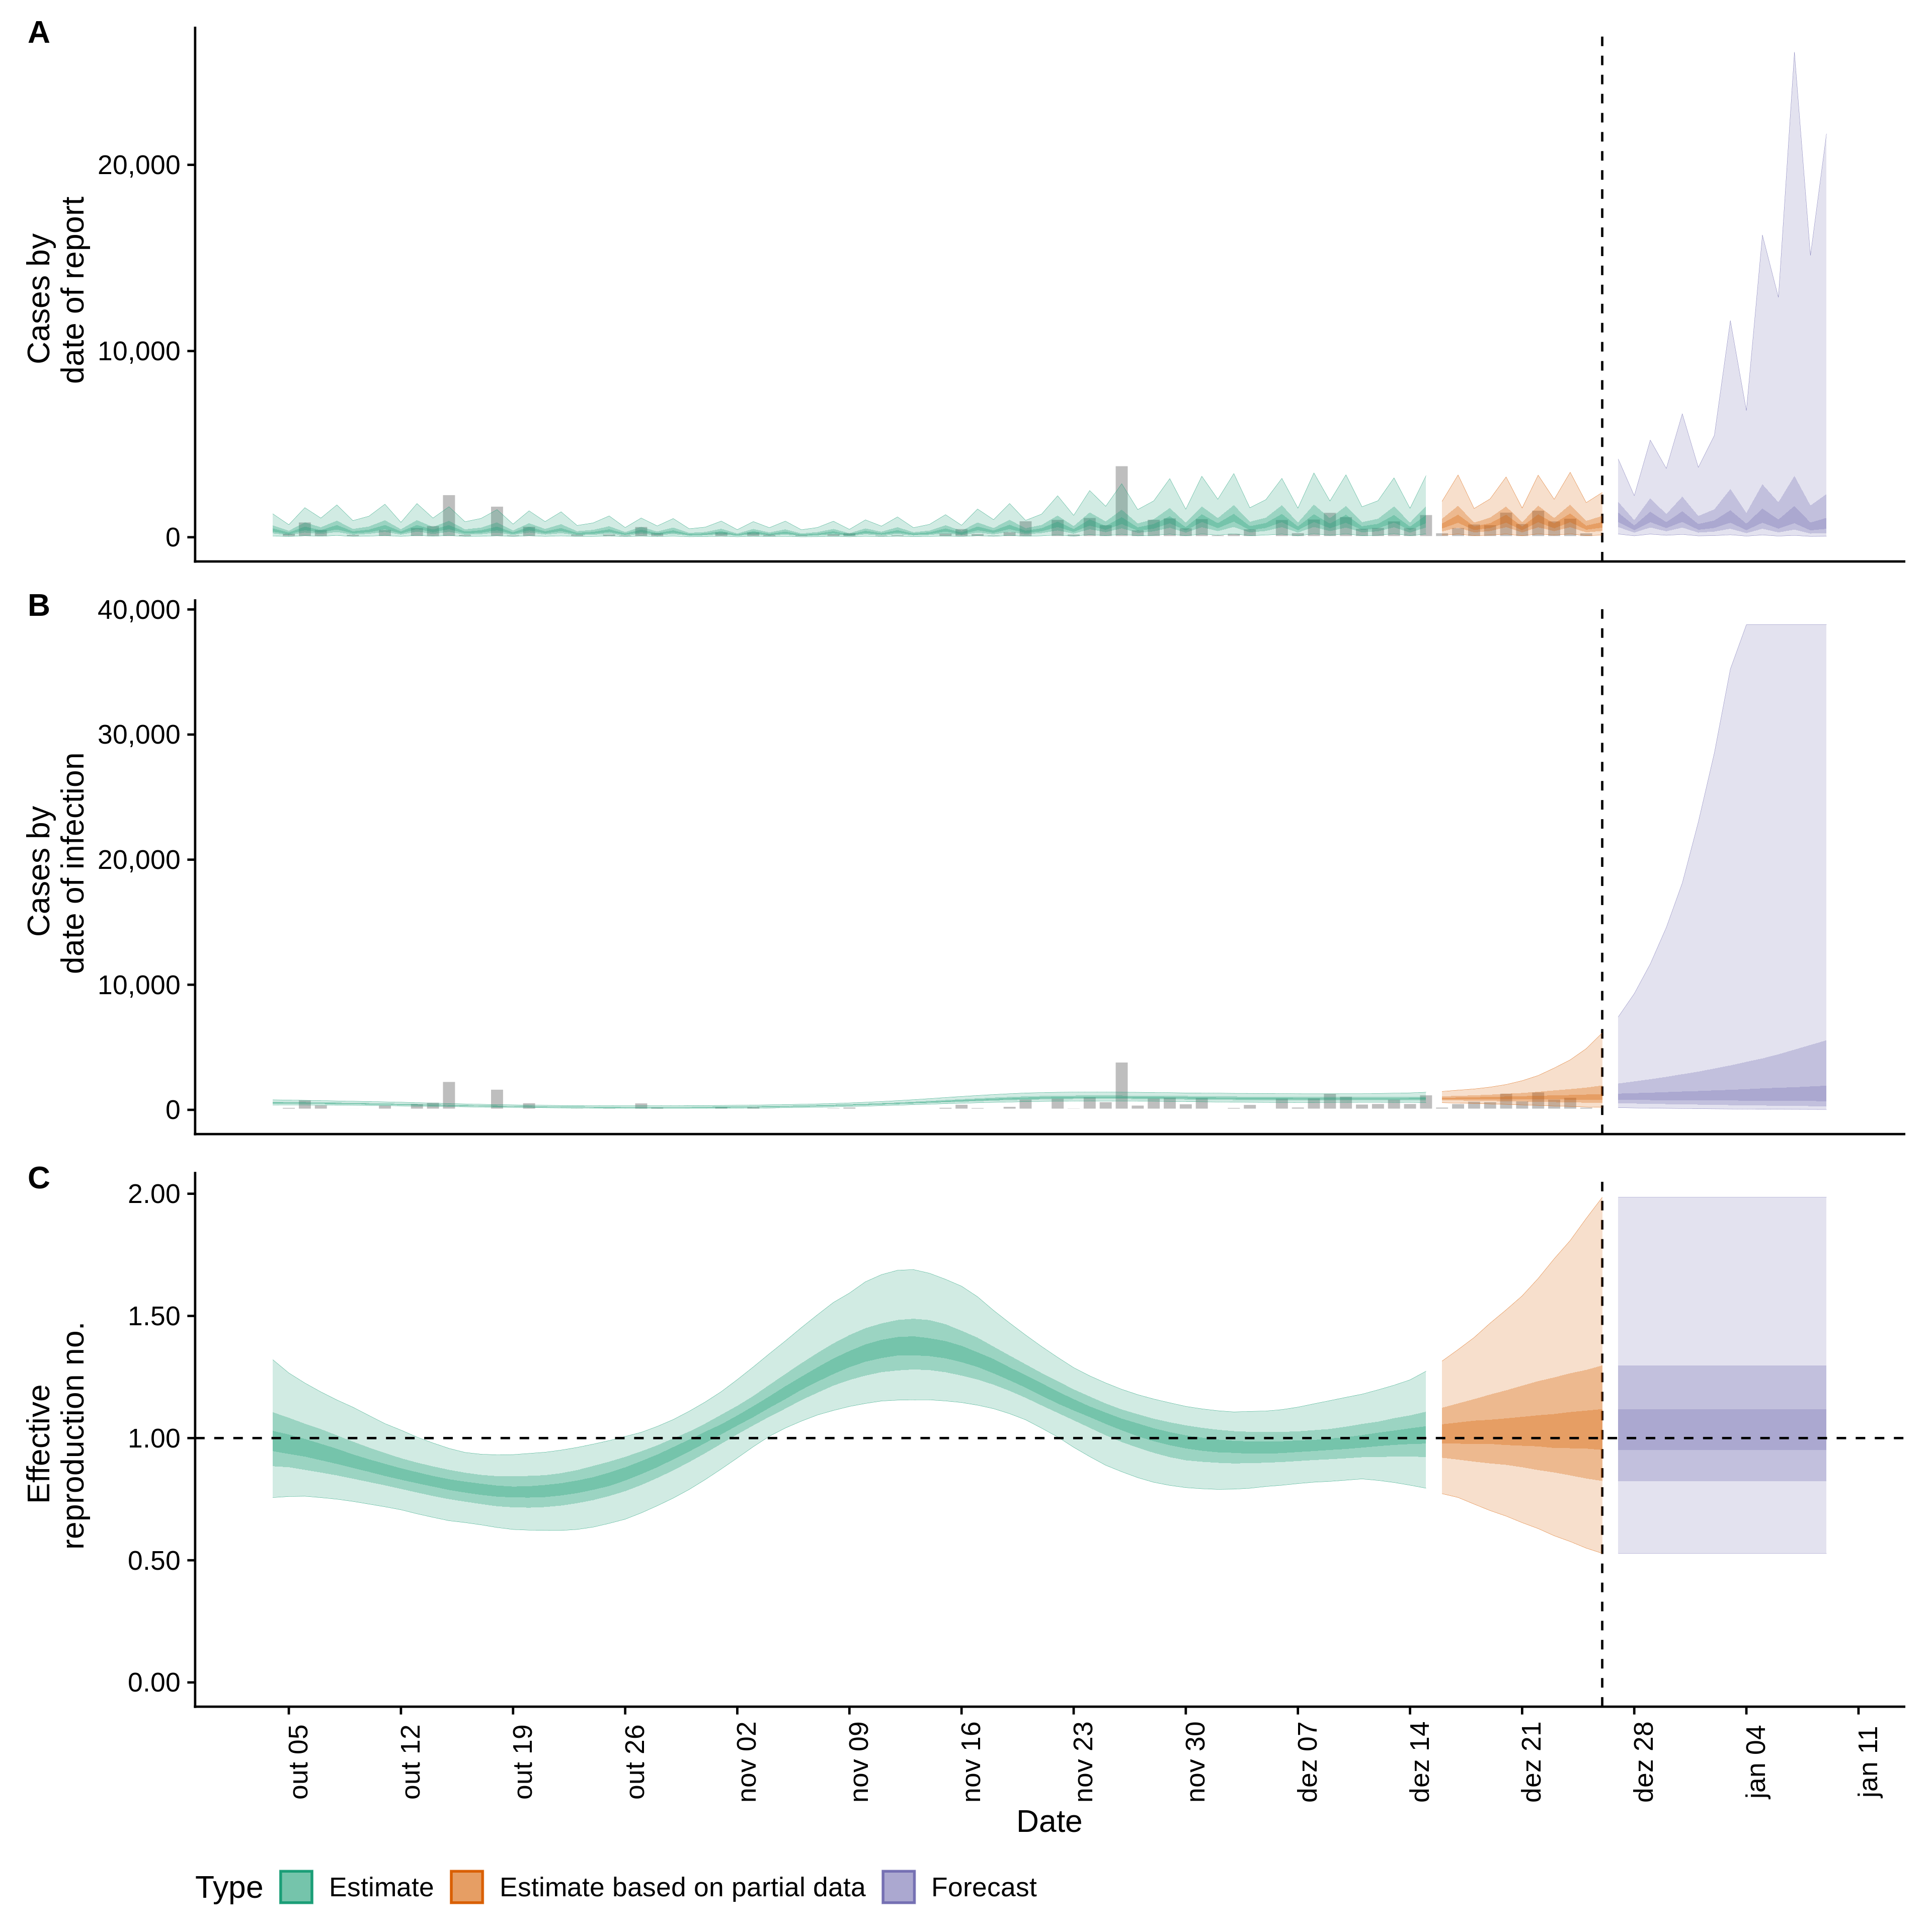 A
20,000
10,000
0
Cases by
date of report
B
40,000
30,000
20,000
10,000
0
Cases by
date of infection
C
2.00
1.50
1.00
0.50
0.00
Effective
reproduction no.
out 05
out 12
out 19
out 26
nov 02
nov 09
nov 16
nov 23
nov 30
dez 07
dez 14
dez 21
dez 28
jan 04
jan 11
Date
Type Estimate Estimate based on partial data Forecast